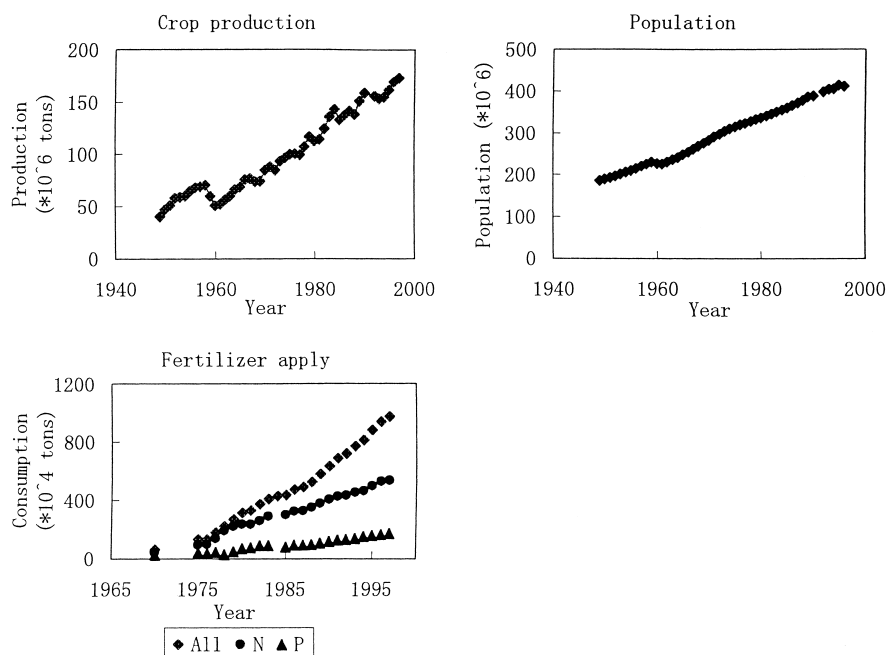 Crop production
Production
(*10^6 tons)
200
150
100
50
0
1940 1960 1980 2000
Year
Population
Population (*10^6)
500
400
300
200
100
0
1940 1960 1980 2000
Year
Fertilizer apply
Consumption
(*10^4 tons)
1200
800
400
0
1965 1975 1985 1995
Year
All N P